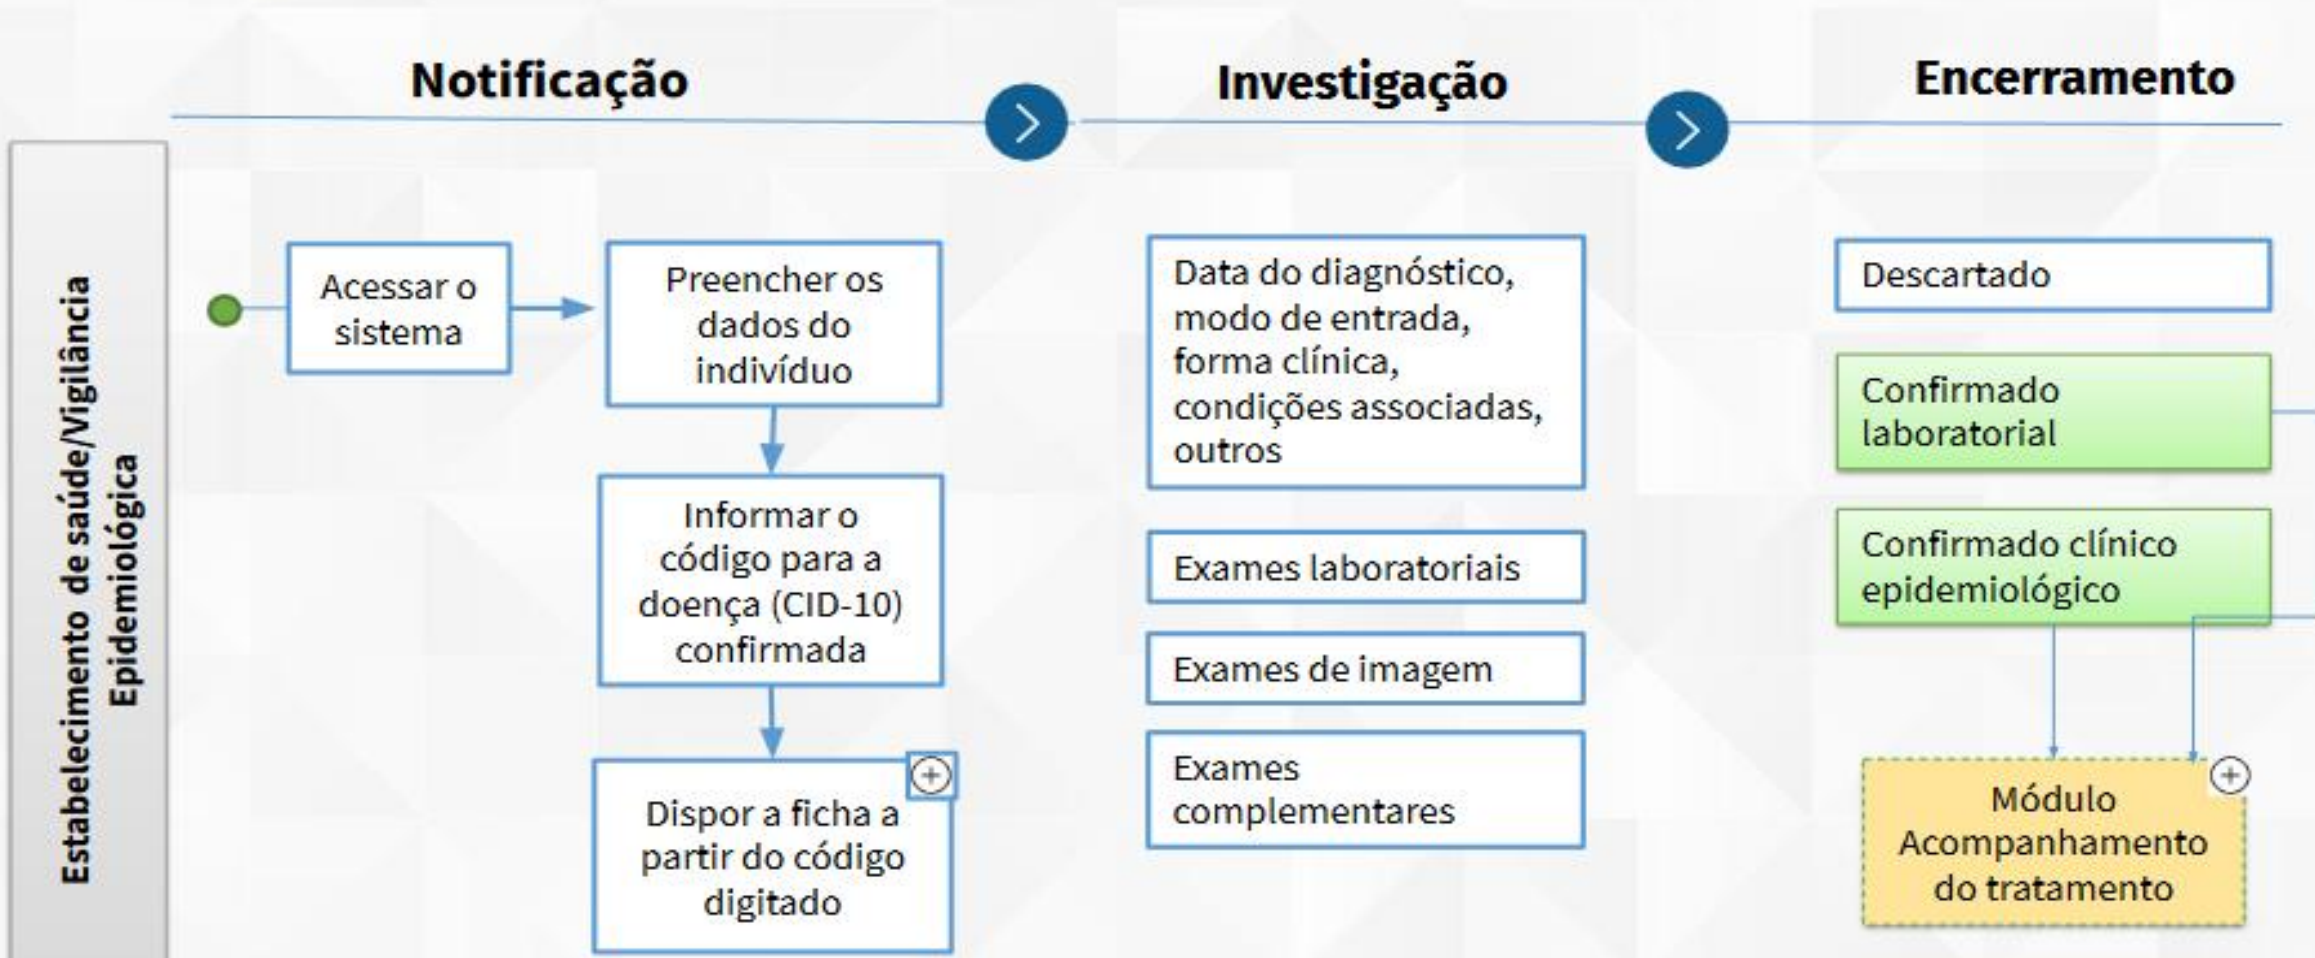 Notificação
Investigação
Encerramento
Estabelecimento de saúde/Vigilância
Epidemiológica
Acessar o
sistema
Preencher os
dados do
indivíduo
Informar o
código para a
doença (CID-10)
confirmada
Dispor a ficha a
partir do código
digitado
Data do diagnóstico,
modo de entrada,
forma clínica,
condições associadas,
outros
Exames laboratoriais
Exames de imagem
Exames
complementares
Descartado
Confirmado
laboratorial
Confirmado clínico
epidemiológico
Módulo
Acompanhamento
do tratamento